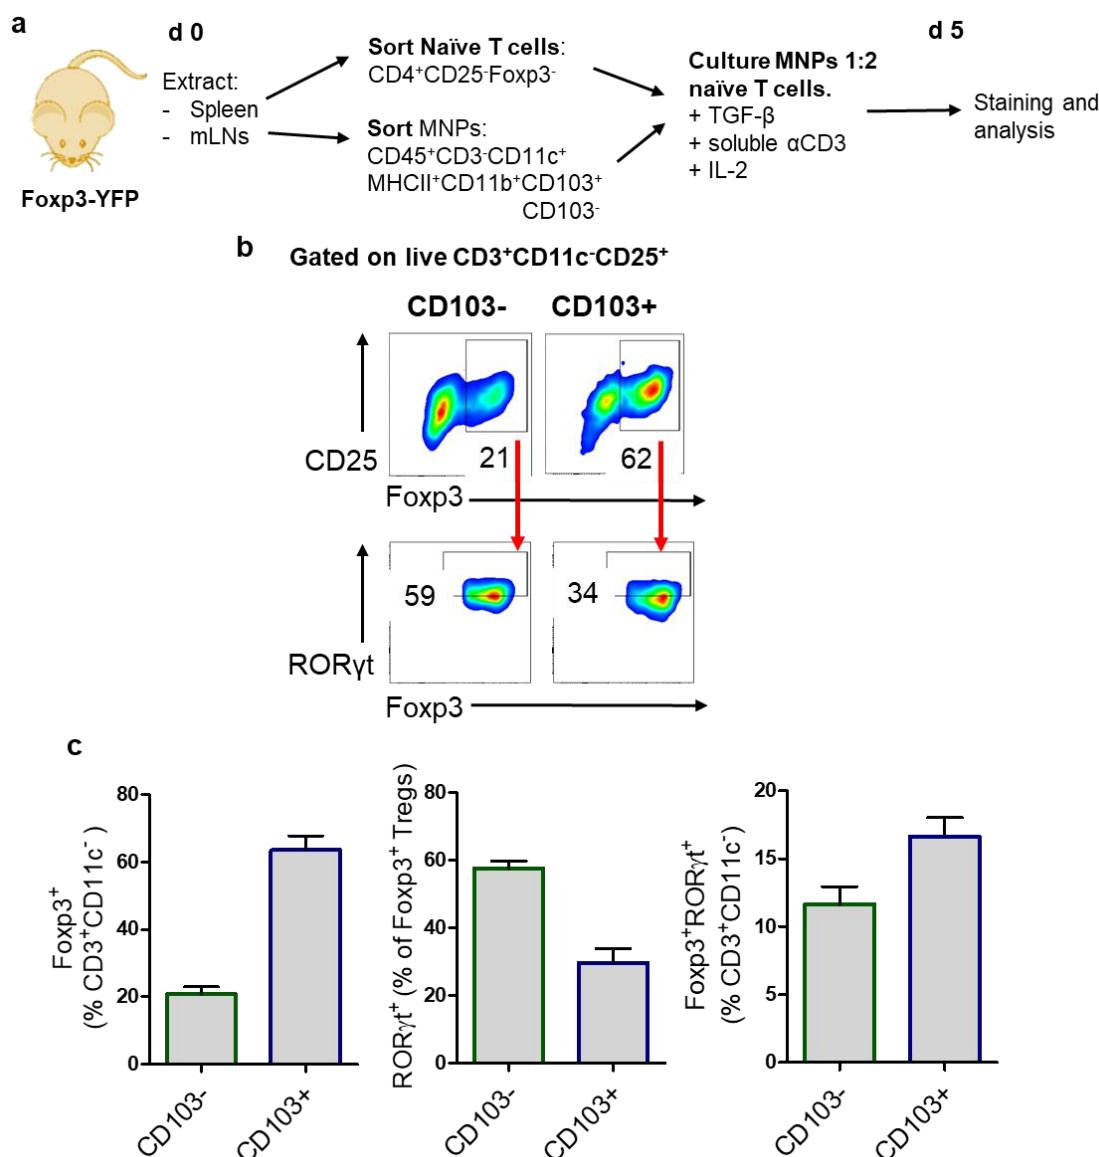 a
d 0
d 5
Extract:
- Spleen
- mLNs
Foxp3-YFP
Sort Naïve T cells:
CD4⁺CD25⁻Foxp3⁻
Sort MNPs:
CD45⁺CD3⁻CD11c⁺
MHCII⁺CD11b⁺CD103⁺
CD103⁻
Culture MNPs 1:2
naïve T cells.
+ TGF-β
+ soluble αCD3
+ IL-2
Staining and
analysis
b
Gated on live CD3⁺CD11c⁻CD25⁺
CD103-
CD103+
CD25
21
62
Foxp3
59
34
RORγt
Foxp3
c
Foxp3⁺
(% CD3⁺CD11c⁻)
80
60
40
20
0
CD103-
CD103+
RORγt⁺ (% of Foxp3⁺ Tregs)
80
60
40
20
0
CD103-
CD103+
Foxp3⁺RORγt⁺
(% CD3⁺CD11c⁻)
20
15
10
5
0
CD103-
CD103+